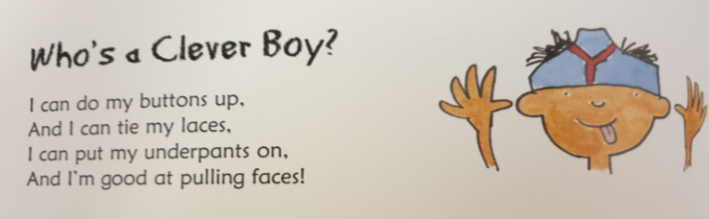 Who's a Clever Boy?
I can do my buttons up,
And I can tie my laces,
I can put my underpants on,
And I'm good at pulling faces!